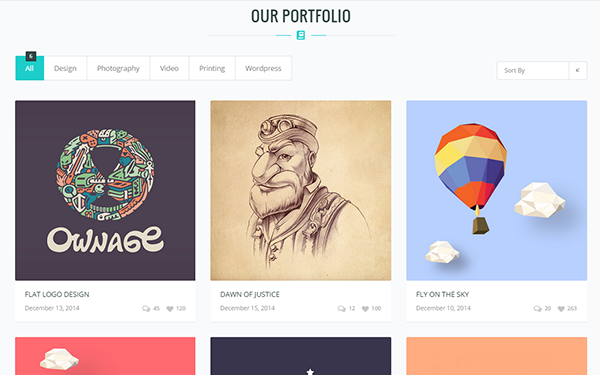 OUR PORTFOLIO
6
All Design Photography Video Printing Wordpress
Sort By
OWNAGE
FLAT LOGO DESIGN
December 13, 2014 45 120
DAWN OF JUSTICE
December 15, 2014 12 100
FLY ON THE SKY
December 10, 2014 20 263